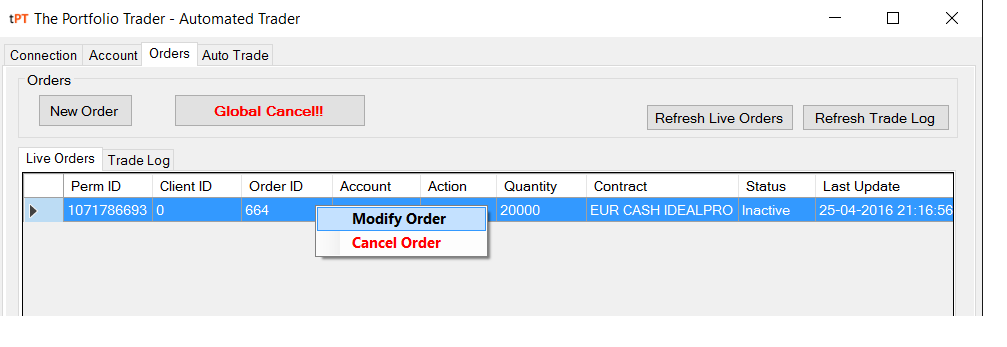 tPT The Portfolio Trader - Automated Trader
Connection Account Orders Auto Trade
Orders
New Order Global Cancel!! Refresh Live Orders Refresh Trade Log
Live Orders Trade Log
Perm ID Client ID Order ID Account Action Quantity Contract Status Last Update
1071786693 0 664 20000 EUR CASH IDEALPRO Inactive 25-04-2016 21:16:56
Modify Order
Cancel Order